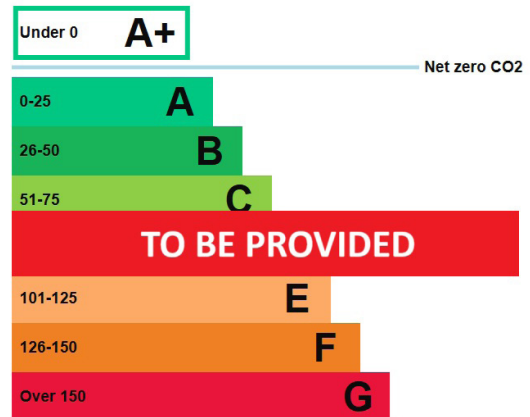 Under 0 A+
Net zero CO2
0-25 A
26-50 B
51-75 C
TO BE PROVIDED
101-125 E
126-150 F
Over 150 G